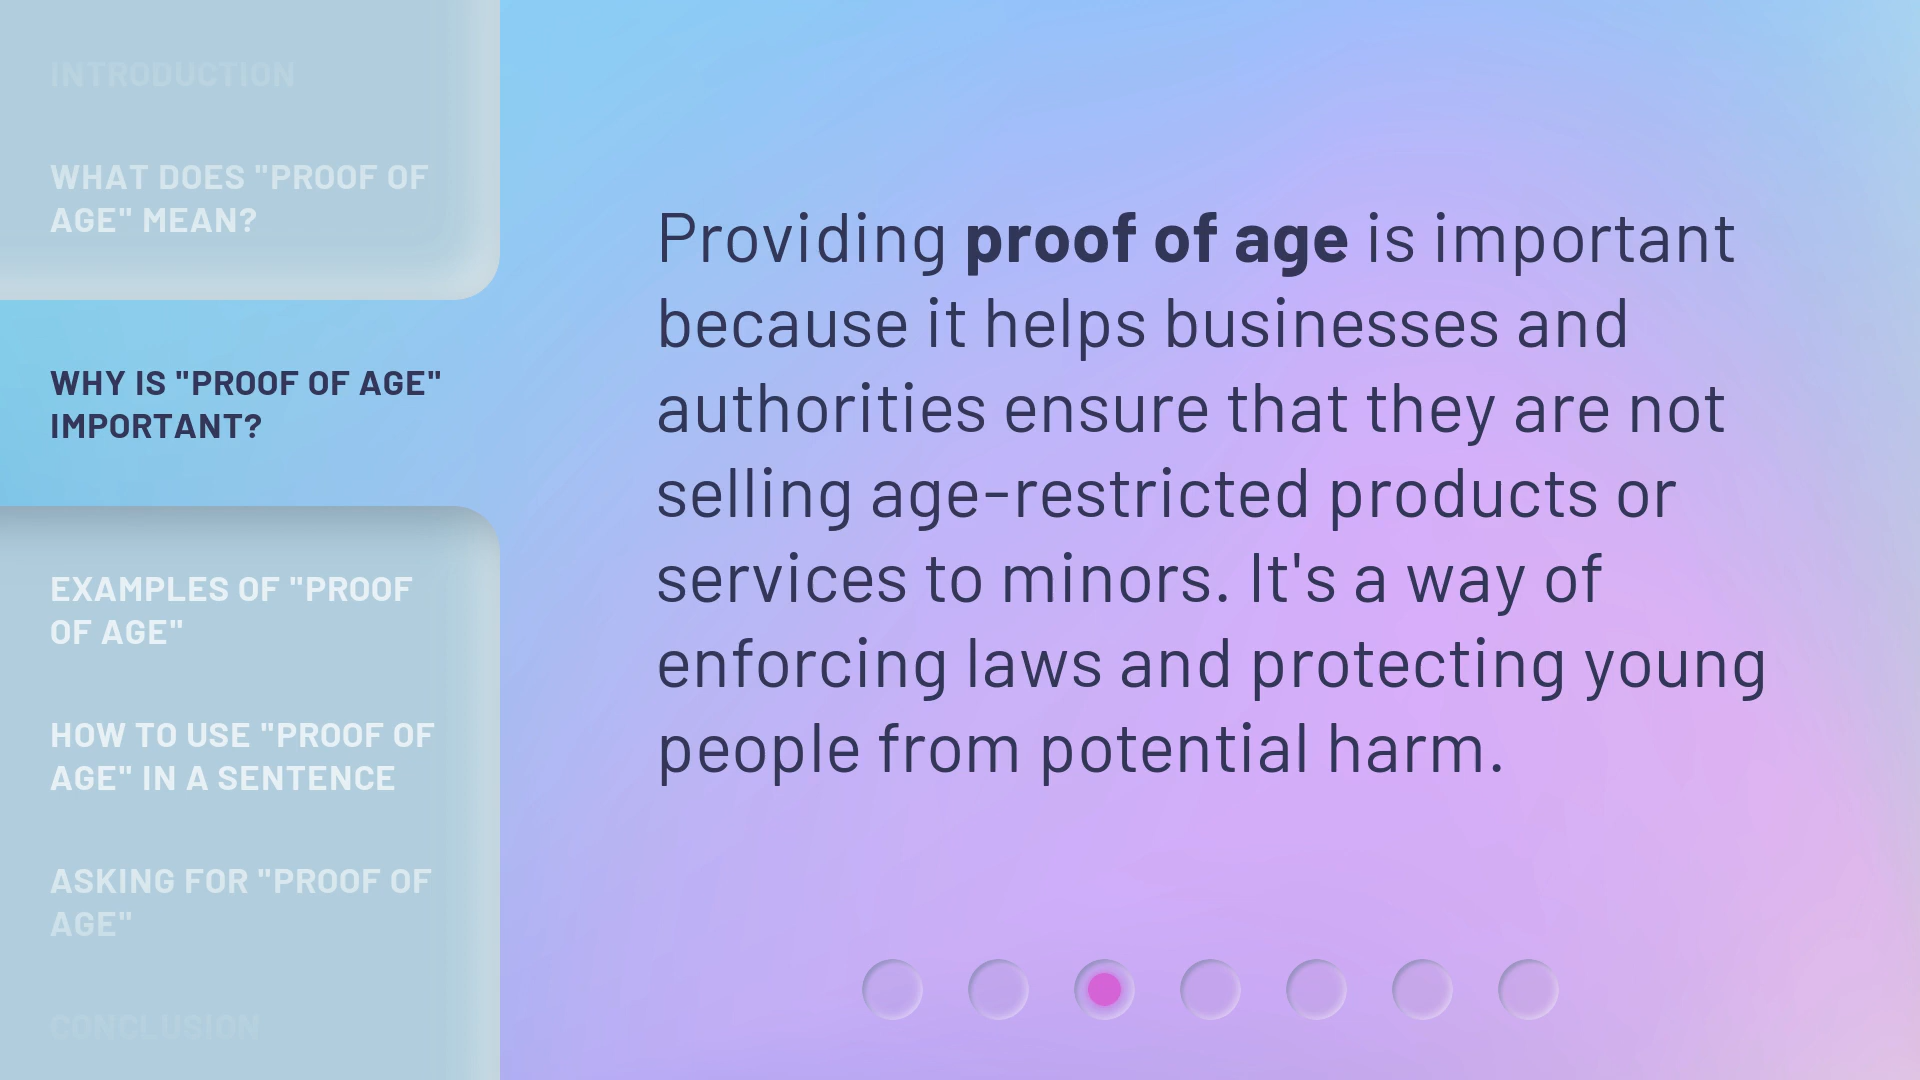 INTRODUCTION
WHAT DOES "PROOF OF
AGE" MEAN?
WHY IS "PROOF OF AGE"
IMPORTANT?
EXAMPLES OF "PROOF
OF AGE"
HOW TO USE "PROOF OF
AGE" IN A SENTENCE
ASKING FOR "PROOF OF
AGE"
CONCLUSION
Providing proof of age is important
because it helps businesses and
authorities ensure that they are not
selling age-restricted products or
services to minors. It's a way of
enforcing laws and protecting young
people from potential harm.